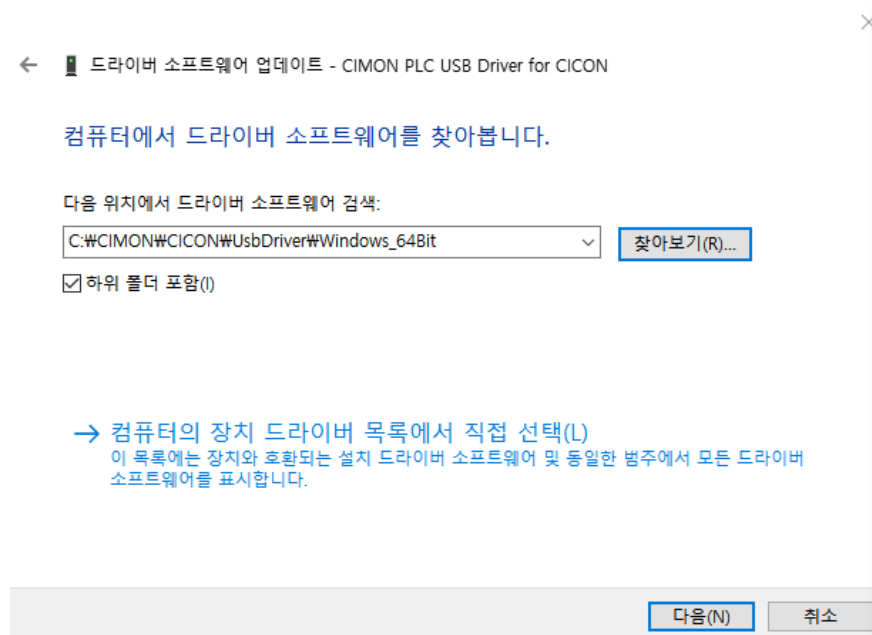 드라이버 소프트웨어 업데이트 - CIMON PLC USB Driver for CICON
컴퓨터에서 드라이버 소프트웨어를 찾아봅니다.
다음 위치에서 드라이버 소프트웨어 검색:
C:₩CIMON₩CICON₩UsbDriver₩Windows_64Bit
찾아보기(R)...
하위 폴더 포함(I)
컴퓨터의 장치 드라이버 목록에서 직접 선택(L)
이 목록에는 장치와 호환되는 설치 드라이버 소프트웨어 및 동일한 범주에서 모든 드라이버
소프트웨어를 표시합니다.
다음(N)
취소